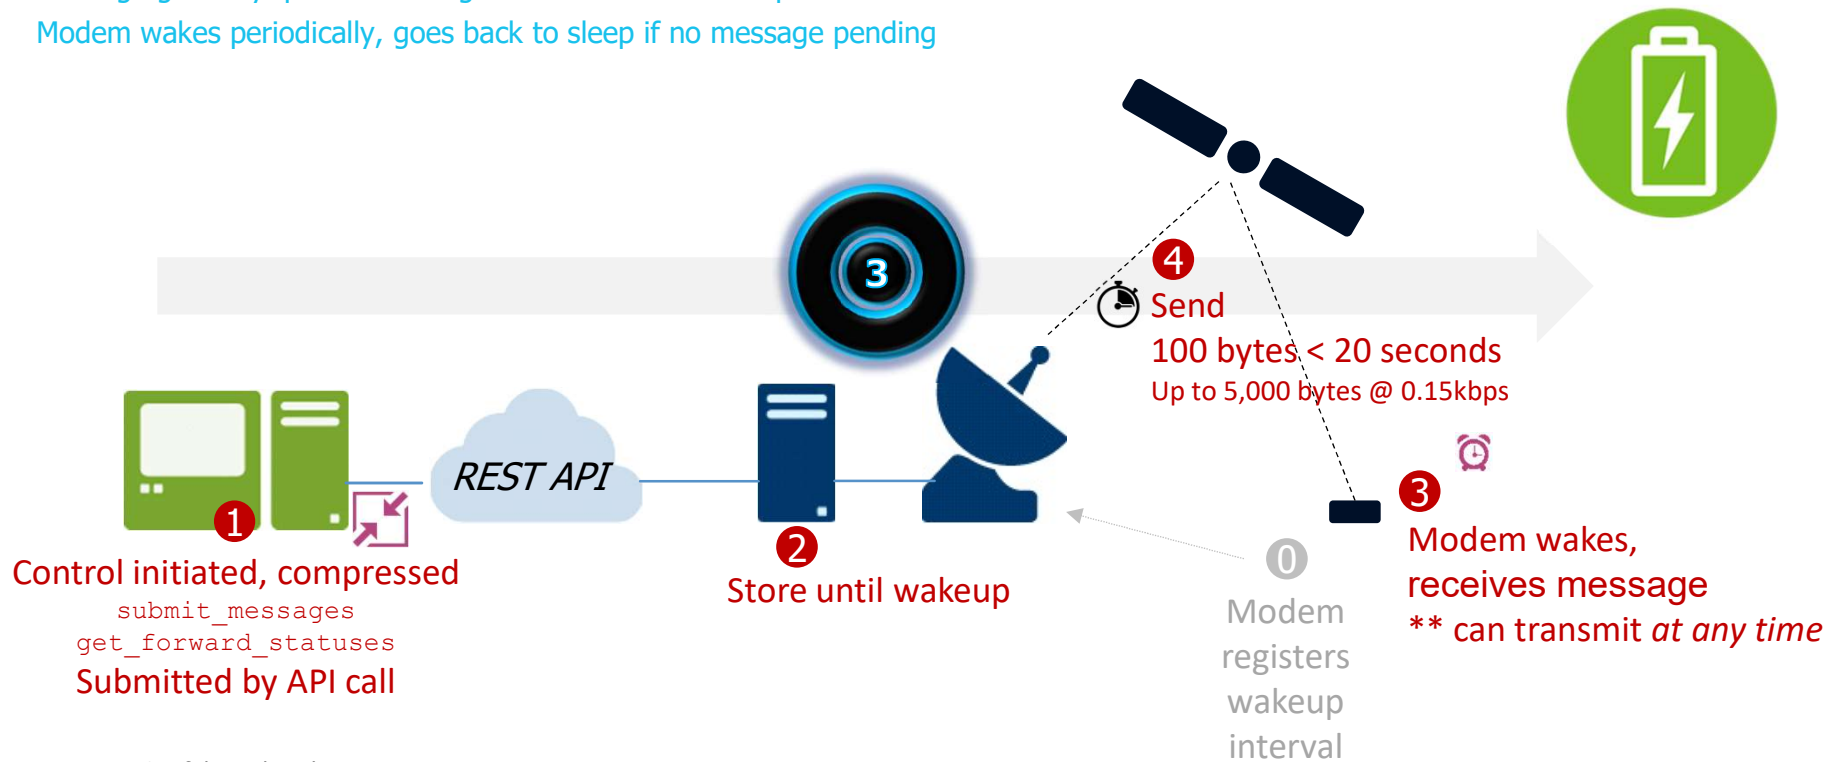 Modem wakes periodically, goes back to sleep if no message pending
3
4
Send
100 bytes < 20 seconds
Up to 5,000 bytes @ 0.15kbps
REST API
1
Control initiated, compressed
submit_messages
get_forward_statuses
Submitted by API call
2
Store until wakeup
0
Modem
registers
wakeup
interval
3
Modem wakes,
receives message
** can transmit at any time